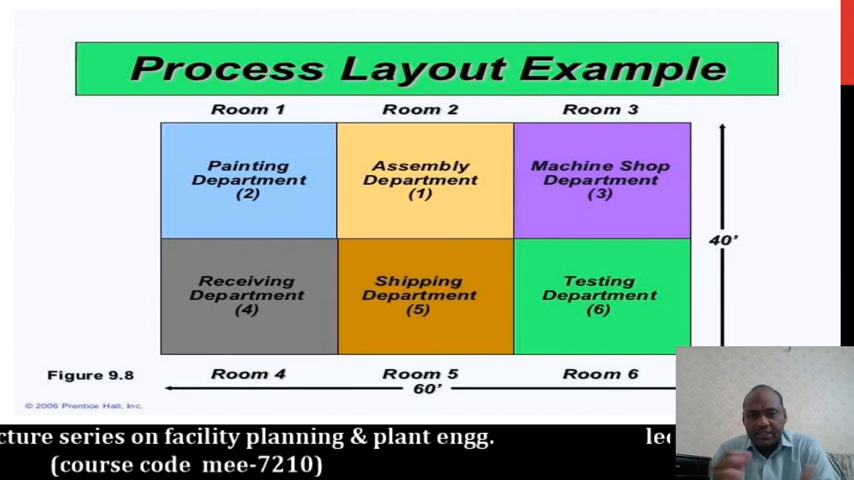 Process Layout Example
Room 1 Room 2 Room 3
Painting
Department
(2)
Assembly
Department
(1)
Machine Shop
Department
(3)
40’
Receiving
Department
(4)
Shipping
Department
(5)
Testing
Department
(6)
Figure 9.8
Room 4 Room 5 Room 6
60’
© 2006 Prentice Hall, Inc.
cture series on facility planning & plant engg.
(course code mee-7210)